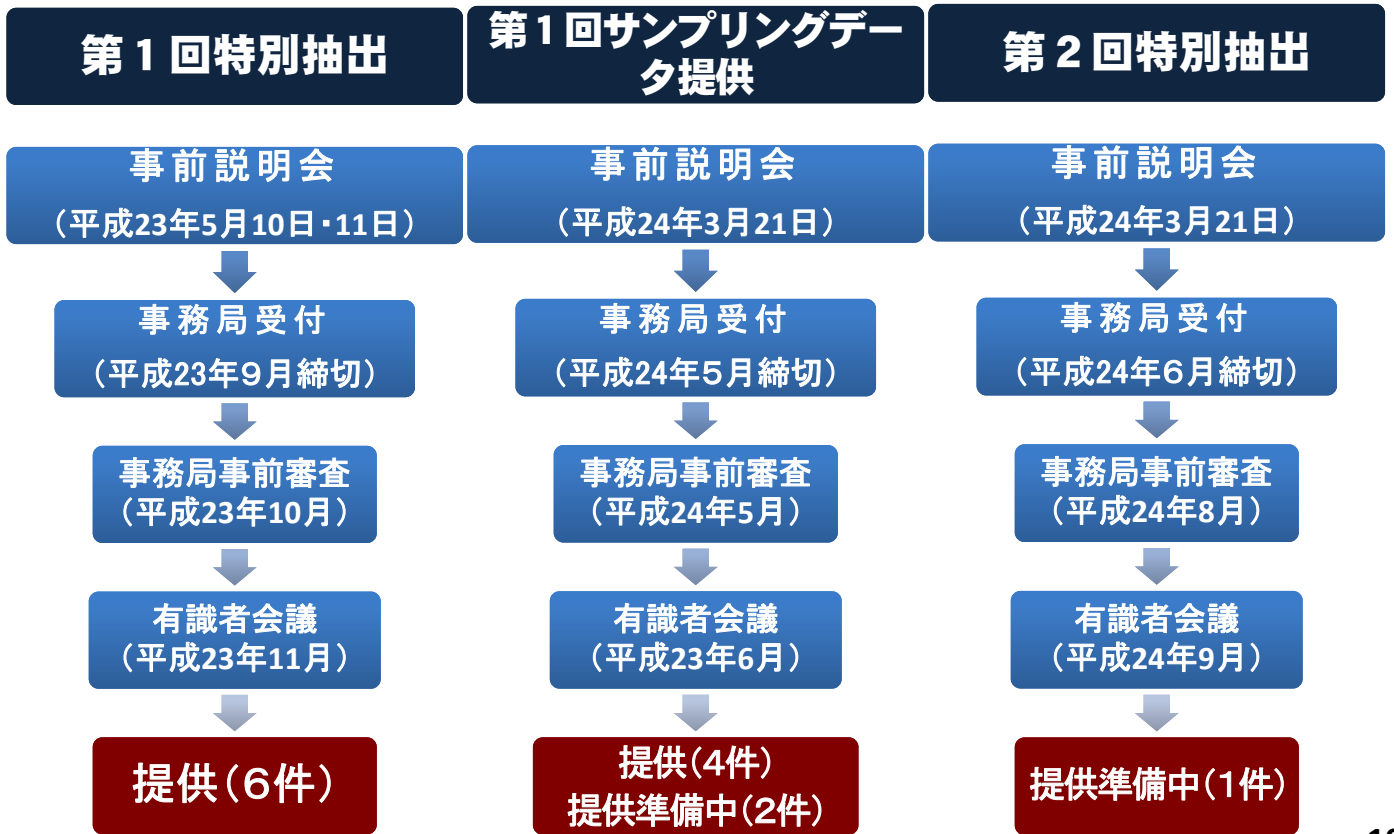 第１回特別抽出
事前説明会
（平成23年5月10日・11日）
事務局受付
（平成23年９月締切）
事務局事前審査
（平成23年10月）
有識者会議
（平成23年11月）
提供（６件）
第１回サンプリングデー
タ提供
事前説明会
（平成24年3月21日）
事務局受付
（平成24年５月締切）
事務局事前審査
（平成24年5月）
有識者会議
（平成23年6月）
提供（４件）
提供準備中（２件）
第２回特別抽出
事前説明会
（平成24年3月21日）
事務局受付
（平成24年６月締切）
事務局事前審査
（平成24年8月）
有識者会議
（平成24年9月）
提供準備中（１件）